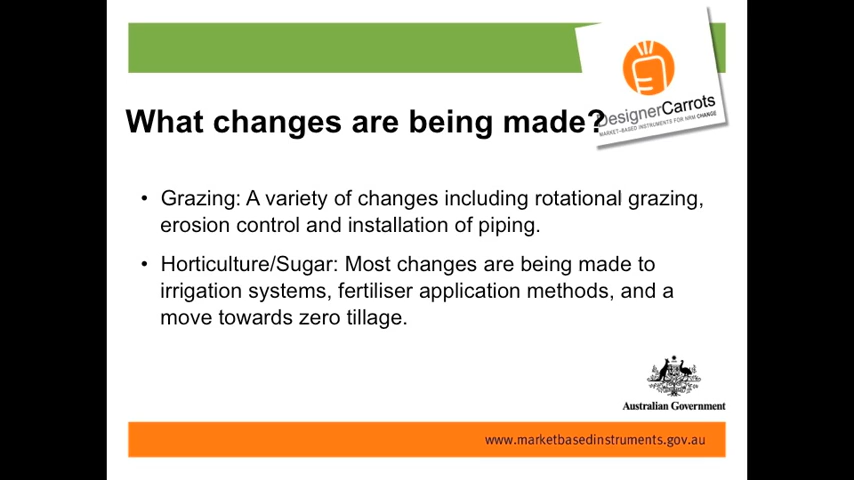 DesignerCarrots
MARKET-BASED INSTRUMENTS FOR NRM CHANGE
What changes are being made?
• Grazing: A variety of changes including rotational grazing,
erosion control and installation of piping.
• Horticulture/Sugar: Most changes are being made to
irrigation systems, fertiliser application methods, and a
move towards zero tillage.
Australian Government
www.marketbasedinstruments.gov.au